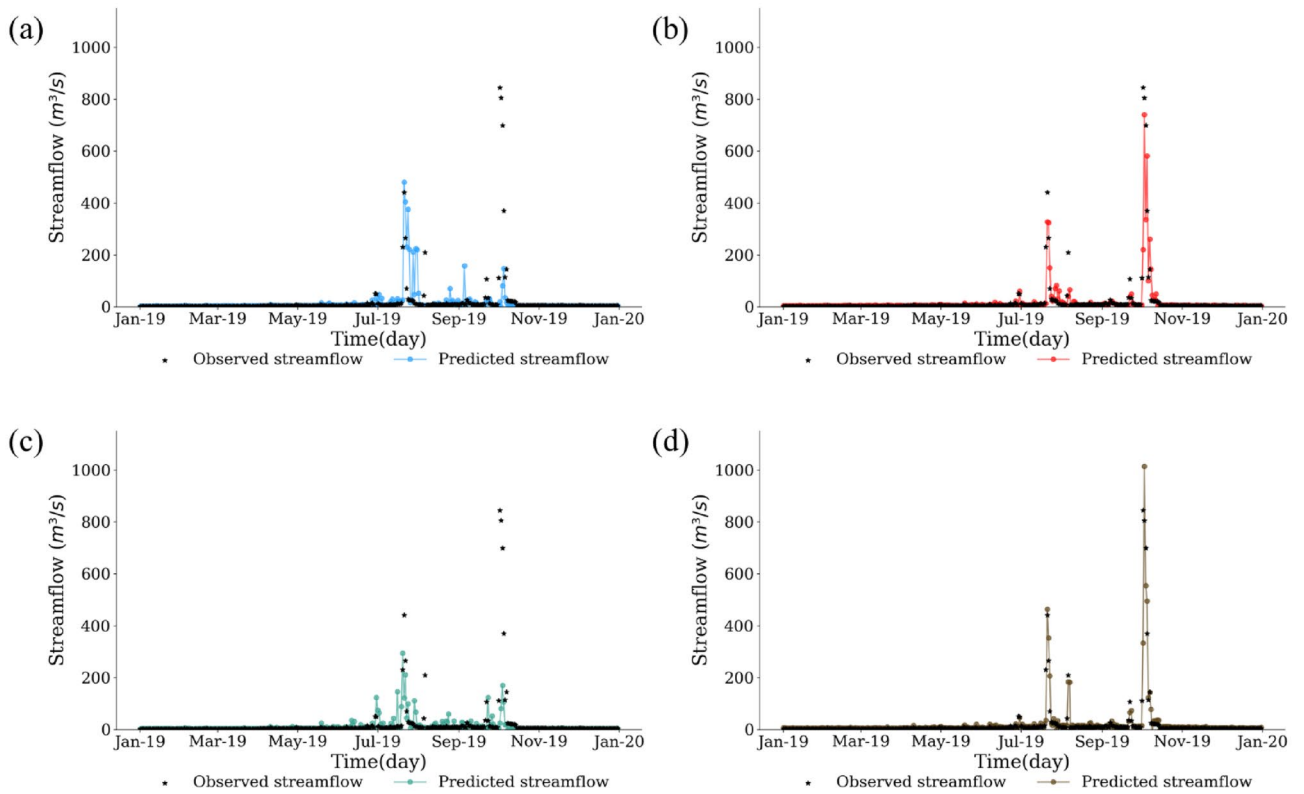 (a)
Streamflow (m³/s)
1000
800
600
400
200
0
Jan-19 Mar-19 May-19 Jul-19 Sep-19 Nov-19 Jan-20
Time(day)
Observed streamflow Predicted streamflow
(b)
Streamflow (m³/s)
1000
800
600
400
200
0
Jan-19 Mar-19 May-19 Jul-19 Sep-19 Nov-19 Jan-20
Time(day)
Observed streamflow Predicted streamflow
(c)
Streamflow (m³/s)
1000
800
600
400
200
0
Jan-19 Mar-19 May-19 Jul-19 Sep-19 Nov-19 Jan-20
Time(day)
Observed streamflow Predicted streamflow
(d)
Streamflow (m³/s)
1000
800
600
400
200
0
Jan-19 Mar-19 May-19 Jul-19 Sep-19 Nov-19 Jan-20
Time(day)
Observed streamflow Predicted streamflow